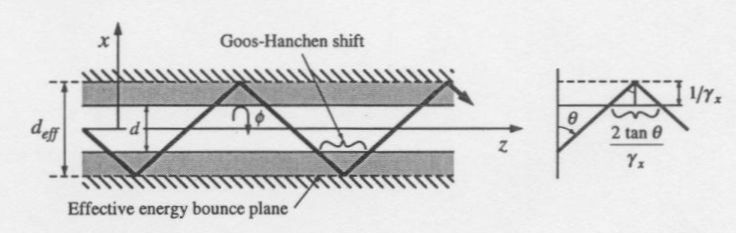 x
Goos-Hanchen shift
d_eff
d
ϕ
z
θ
1/γ_x
2 tan θ
γ_x
Effective energy bounce plane